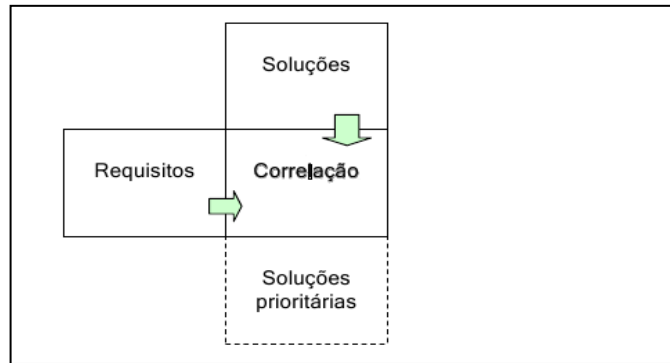 Soluções
Requisitos
Correlação
Soluções
prioritárias